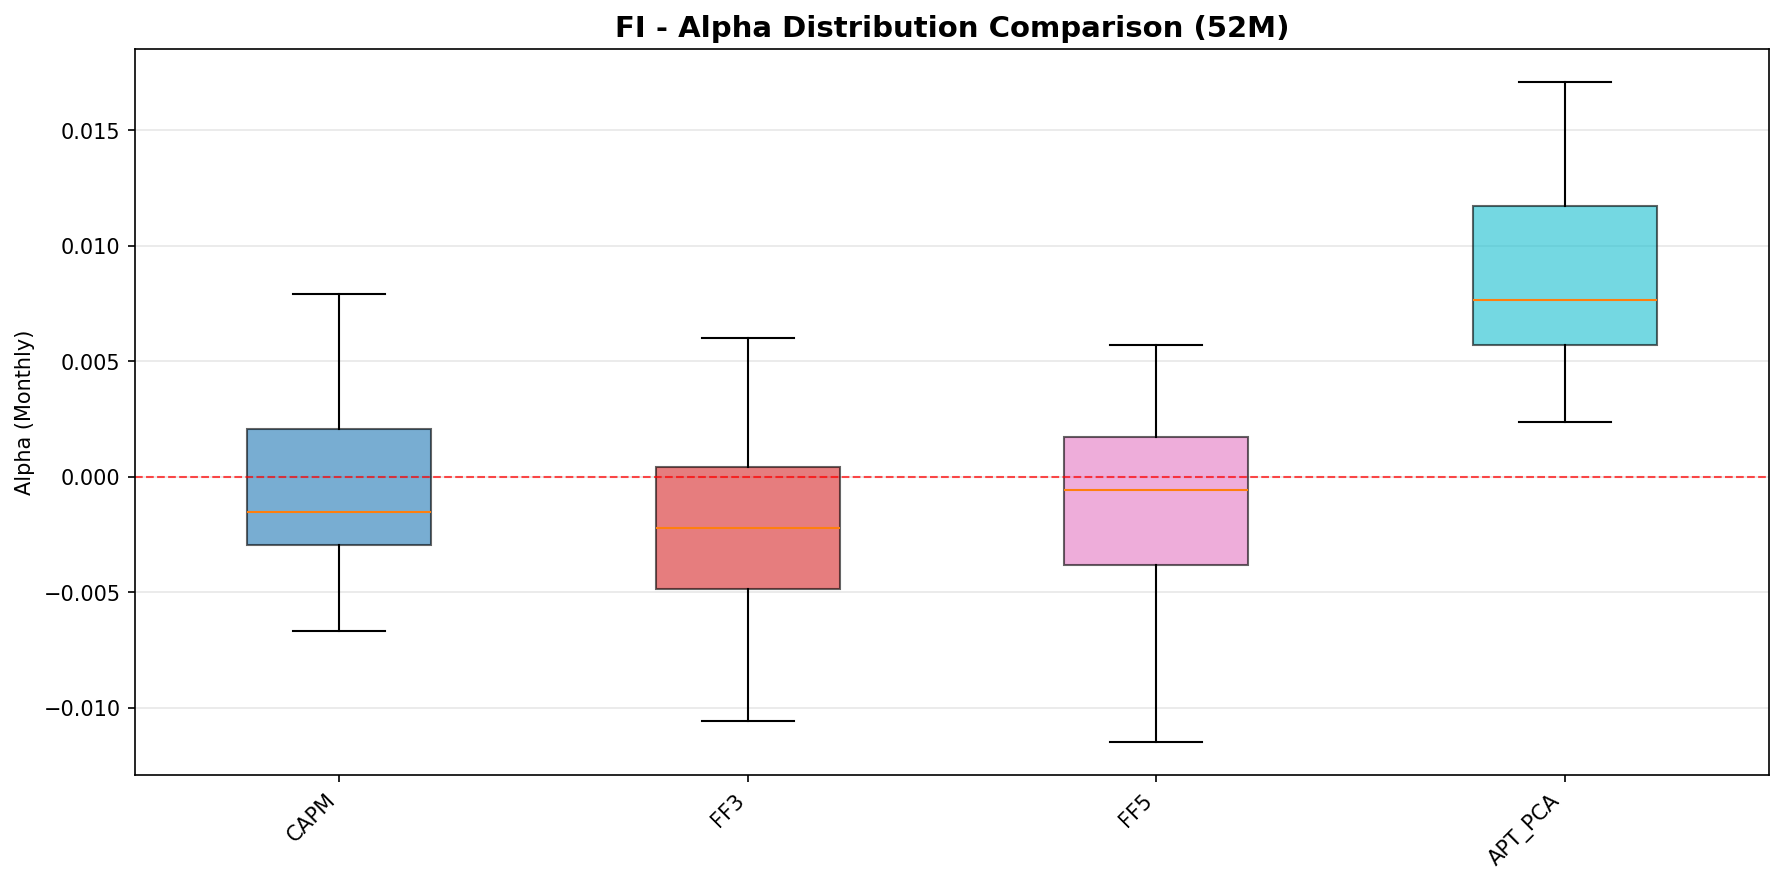 FI - Alpha Distribution Comparison (52M)
Alpha (Monthly)
0.015
0.010
0.005
0.000
−0.005
−0.010
CAPM
FF3
FF5
APT_PCA